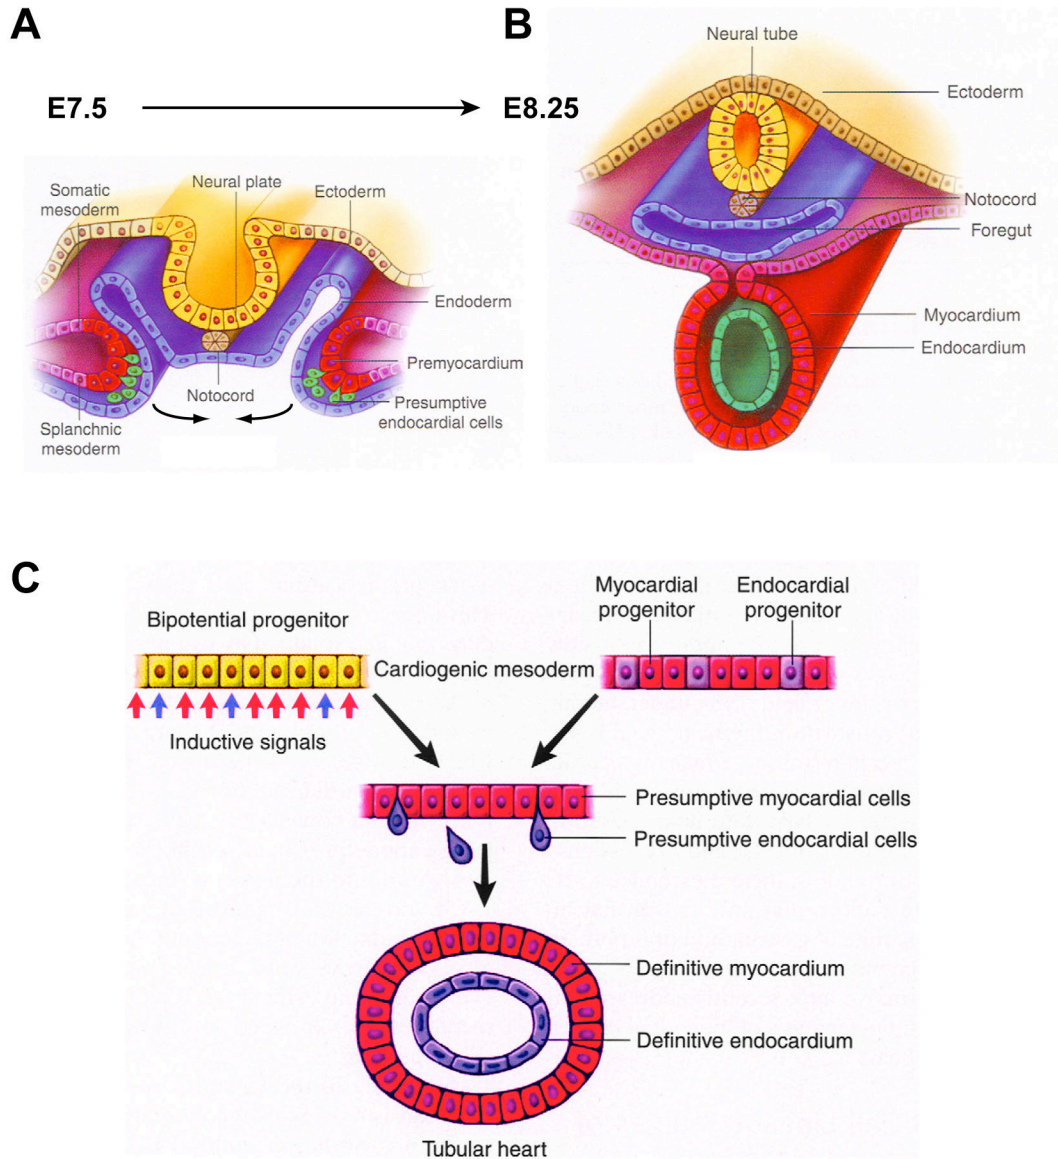 A
B
E7.5
E8.25
Neural tube
Ectoderm
Notocord
Foregut
Myocardium
Endocardium
Somatic
mesoderm
Neural plate
Ectoderm
Endoderm
Premyocardium
Notocord
Presumptive
endocardial cells
Splanchnic
mesoderm
C
Bipotential progenitor
Cardiogenic mesoderm
Inductive signals
Myocardial
progenitor
Endocardial
progenitor
Presumptive myocardial cells
Presumptive endocardial cells
Definitive myocardium
Definitive endocardium
Tubular heart